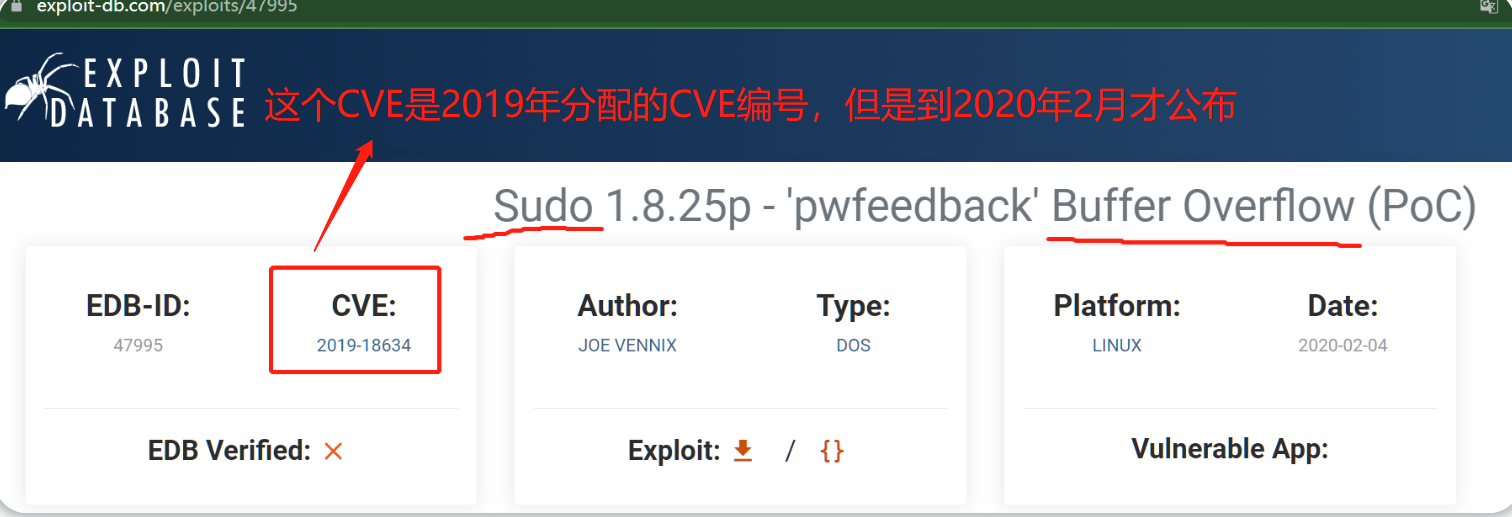 exploit-db.com/exploits/47995
EXPLOIT
DATABASE
这个CVE是2019年分配的CVE编号，但是到2020年2月才公布
Sudo 1.8.25p - 'pwfeedback' Buffer Overflow (PoC)
EDB-ID:
47995
CVE:
2019-18634
Author:
JOE VENNIX
Type:
DOS
Platform:
LINUX
Date:
2020-02-04
EDB Verified:
Exploit: / {}
Vulnerable App: